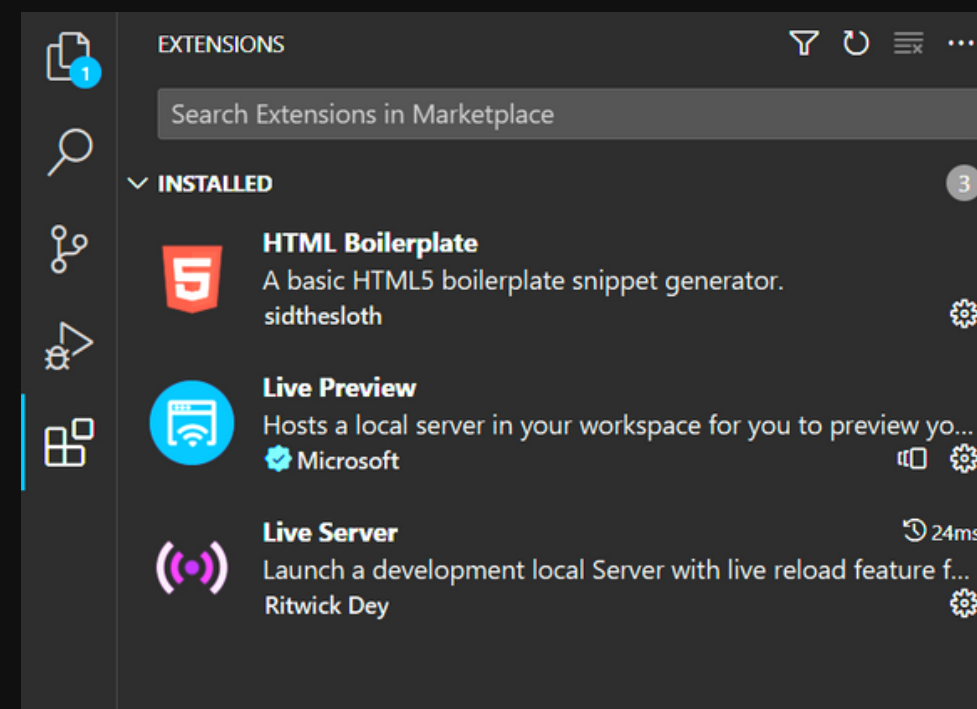 EXTENSIONS
1
Search Extensions in Marketplace
INSTALLED
3
HTML Boilerplate
A basic HTML5 boilerplate snippet generator.
sidthesloth
Live Preview
Hosts a local server in your workspace for you to preview yo...
Microsoft
Live Server
24ms
Launch a development local Server with live reload feature f...
Ritwick Dey